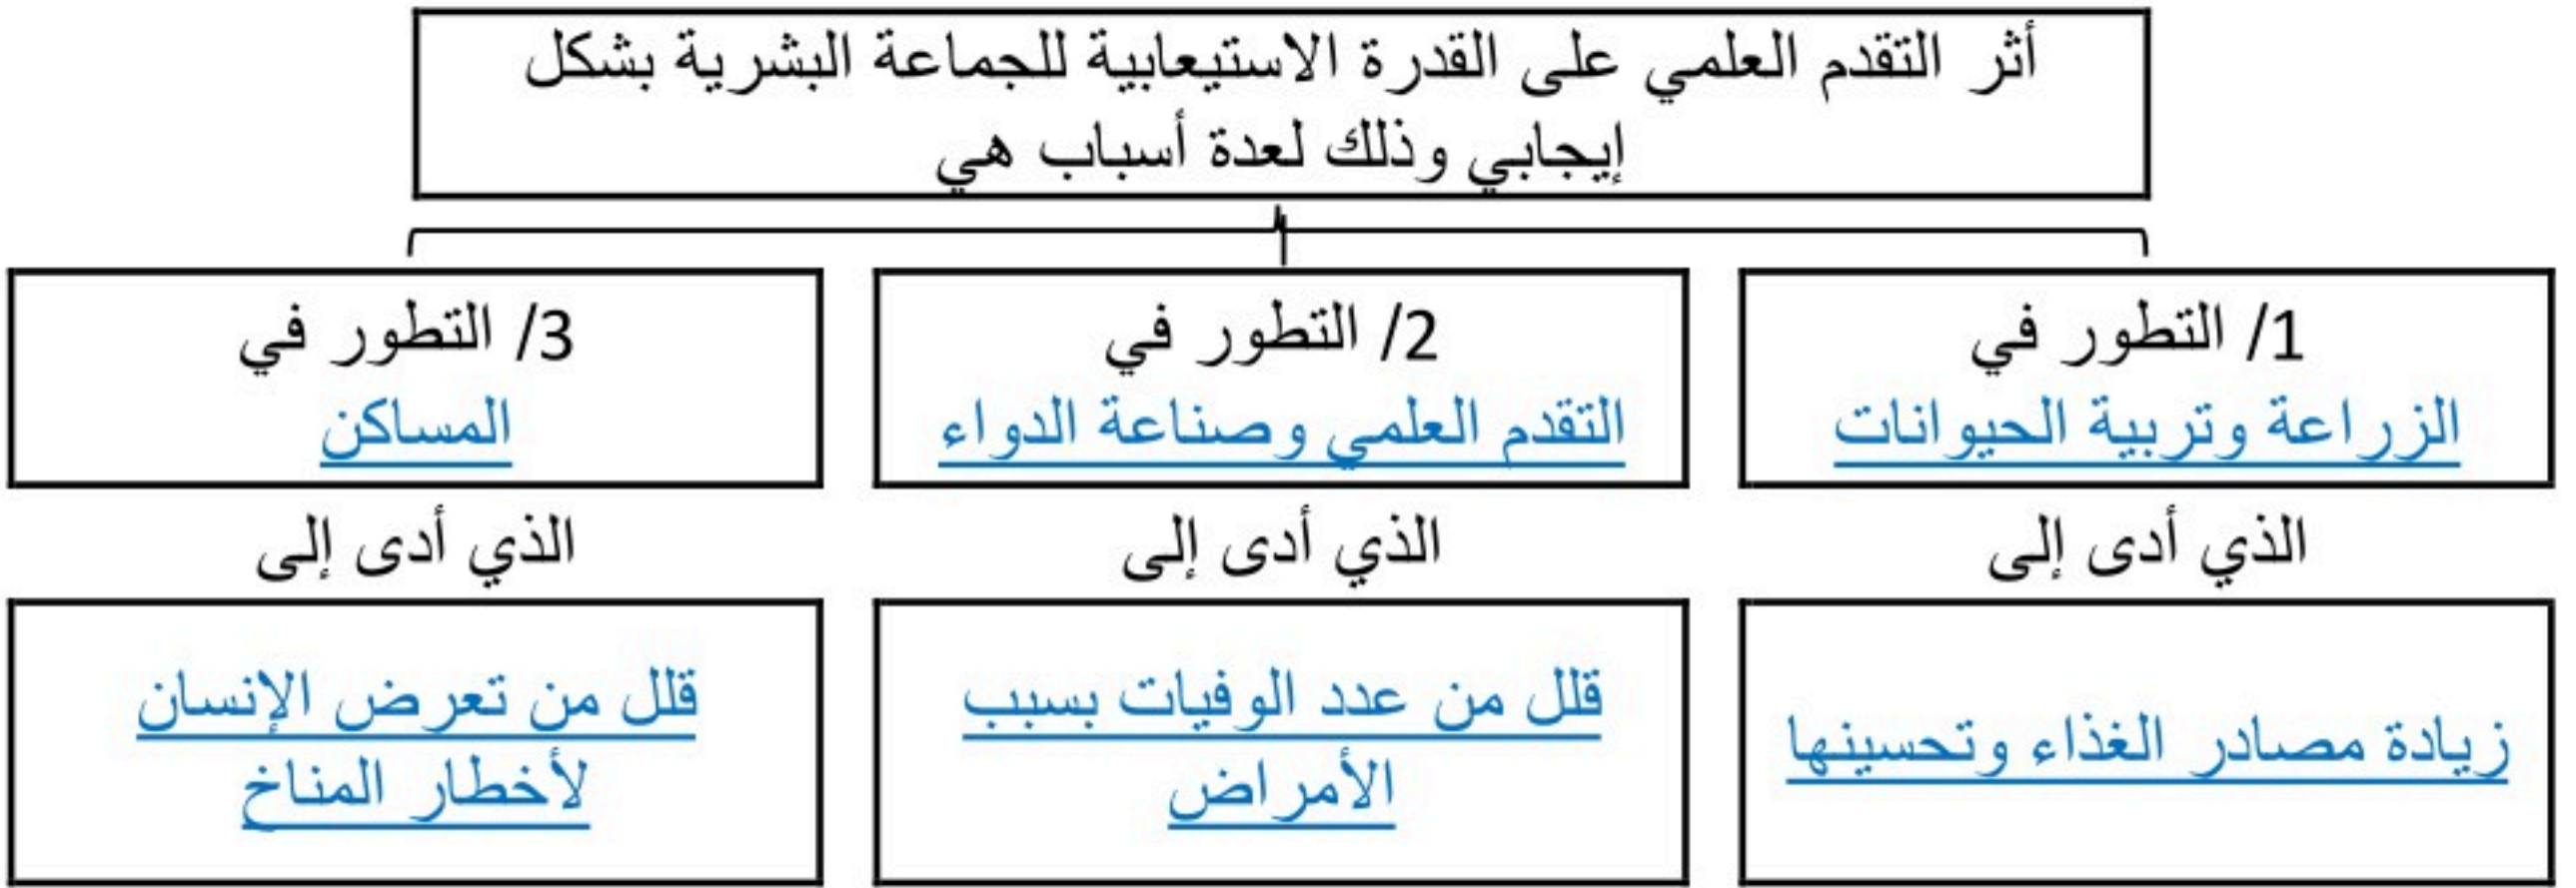 أثر التقدم العلمي على القدرة الاستيعابية للجماعة البشرية بشكل
إيجابي وذلك لعدة أسباب هي
1/ التطور في
الزراعة وتربية الحيوانات
الذي أدى إلى
زيادة مصادر الغذاء وتحسينها
2/ التطور في
التقدم العلمي وصناعة الدواء
الذي أدى إلى
قلل من عدد الوفيات بسبب
الأمراض
3/ التطور في
المساكن
الذي أدى إلى
قلل من تعرض الإنسان
لأخطار المناخ